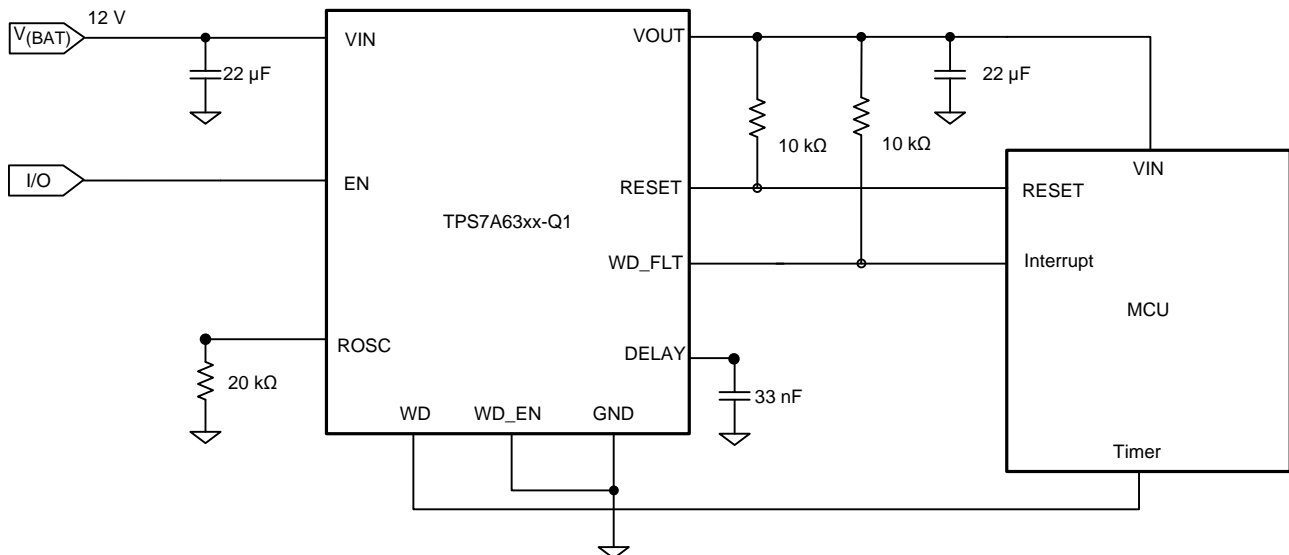 12 V
V(BAT)
VIN
VOUT
22 µF
22 µF
10 kΩ
10 kΩ
VIN
I/O
EN
RESET
RESET
TPS7A63xx-Q1
WD_FLT
Interrupt
MCU
ROSC
DELAY
20 kΩ
33 nF
WD
WD_EN
GND
Timer